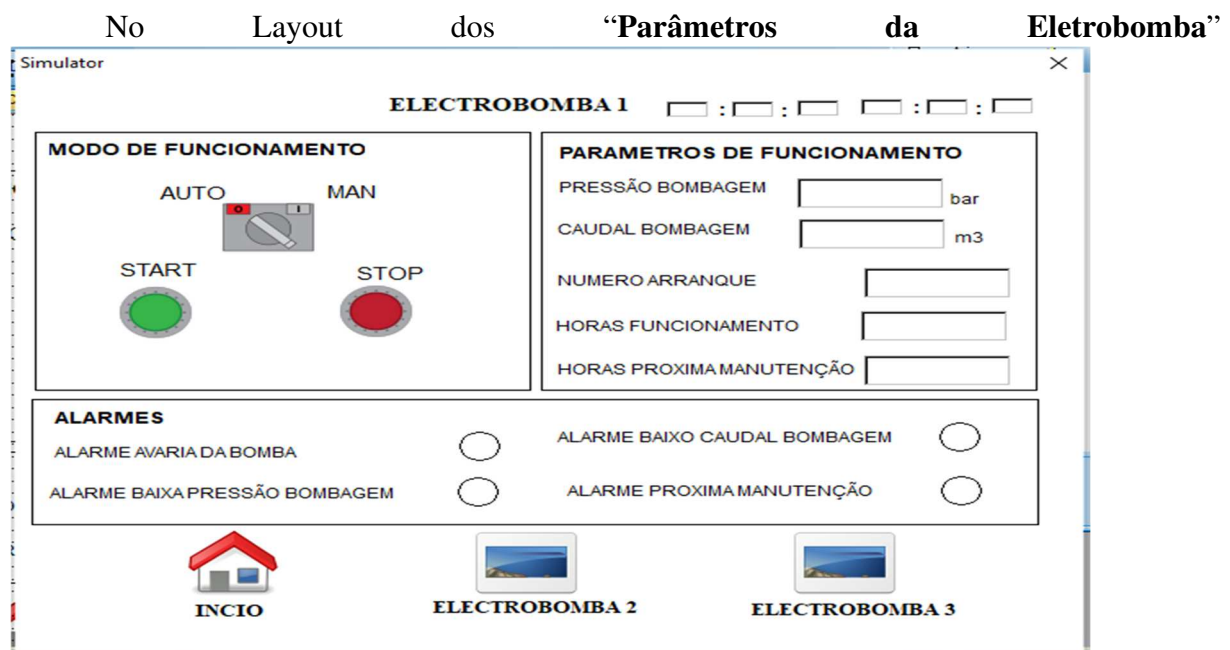 No Layout dos “Parâmetros da Eletrobomba”
Simulator
ELECTROBOMBA 1 : : : :
MODO DE FUNCIONAMENTO
AUTO MAN
0 I
START STOP
PARAMETROS DE FUNCIONAMENTO
PRESSÃO BOMBAGEM bar
CAUDAL BOMBAGEM m3
NUMERO ARRANQUE
HORAS FUNCIONAMENTO
HORAS PROXIMA MANUTENÇÃO
ALARMES
ALARME AVARIA DA BOMBA
ALARME BAIXA PRESSÃO BOMBAGEM
ALARME BAIXO CAUDAL BOMBAGEM
ALARME PROXIMA MANUTENÇÃO
INCIO
ELECTROBOMBA 2
ELECTROBOMBA 3